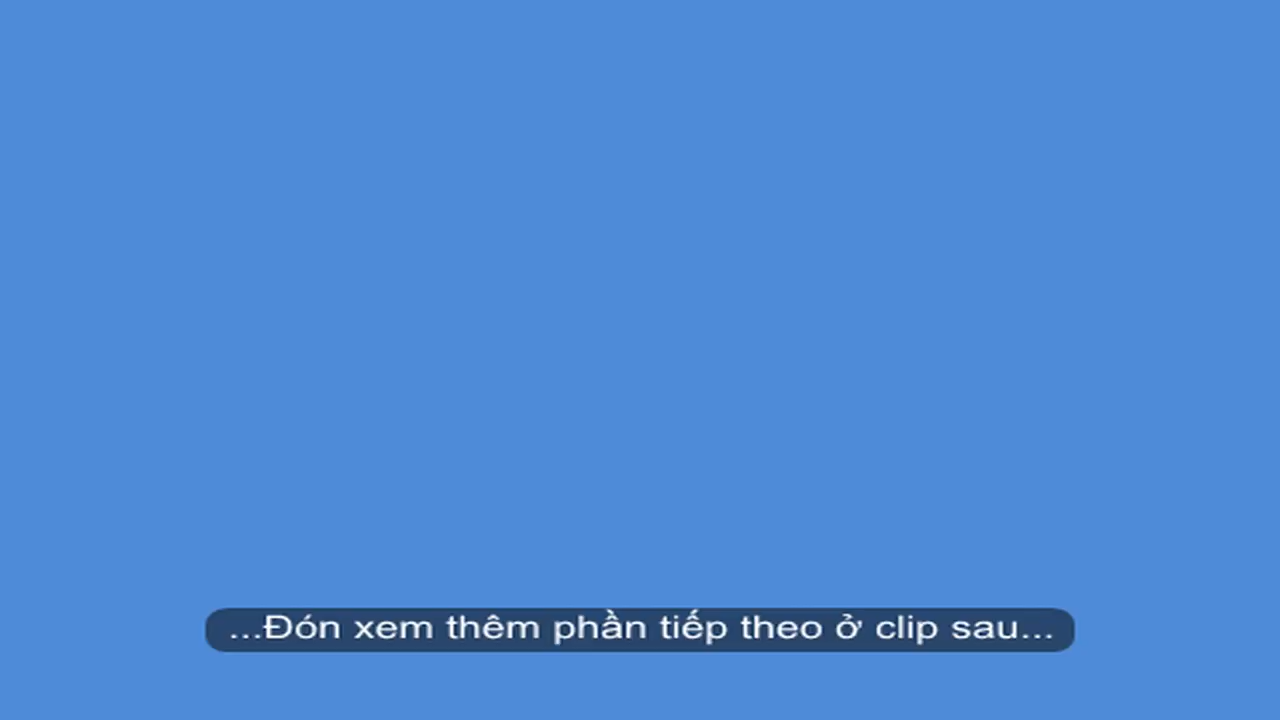 ...Đón xem thêm phần tiếp theo ở clip sau...